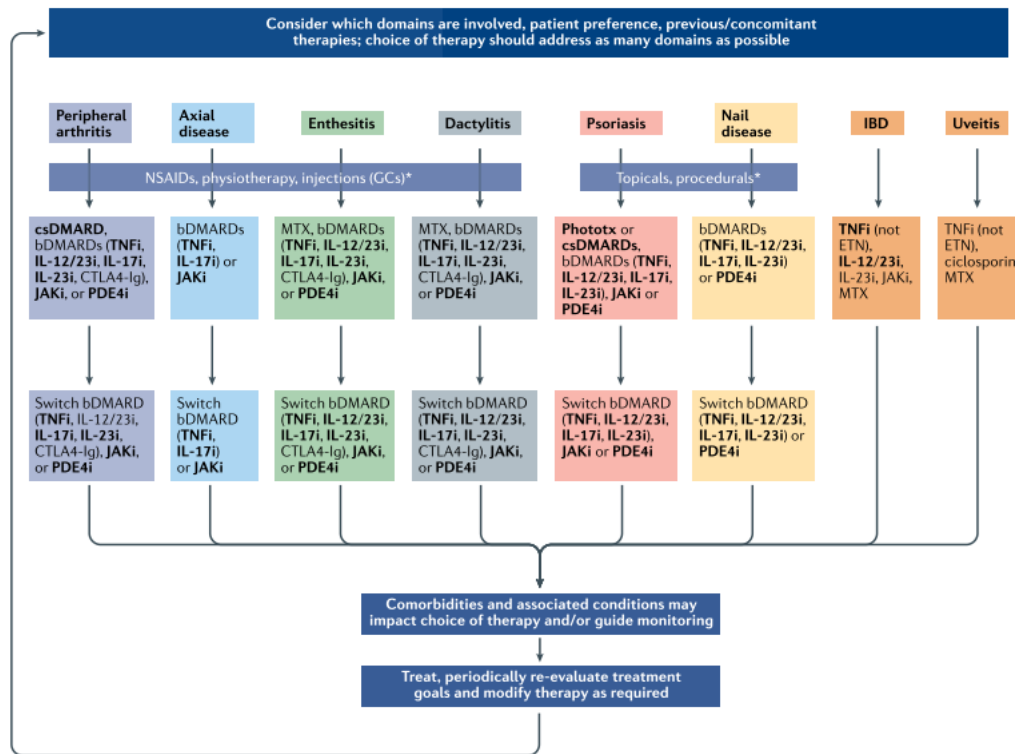 Consider which domains are involved, patient preference, previous/concomitant
therapies; choice of therapy should address as many domains as possible
Peripheral
arthritis
Axial
disease
Enthesitis
Dactylitis
Psoriasis
Nail
disease
IBD
Uveitis
NSAIDs, physiotherapy, injections (GCs)*
Topicals, procedurals*
csDMARD,
bDMARDs (TNFi,
IL-12/23i, IL-17i,
IL-23i, CTLA4-Ig),
JAKi, or PDE4i
bDMARDs
(TNFi,
IL-17i) or
JAKi
MTX, bDMARDs
(TNFi, IL-12/23i,
IL-17i, IL-23i,
CTLA4-Ig), JAKi,
or PDE4i
MTX, bDMARDs
(TNFi, IL-12/23i,
IL-17i, IL-23i,
CTLA4-Ig), JAKi,
or PDE4i
Phototx or
csDMARDs,
bDMARDs (TNFi,
IL-12/23i, IL-17i,
IL-23i), JAKi or
PDE4i
bDMARDs
(TNFi, IL-12/23i,
IL-17i, IL-23i)
or PDE4i
TNFi (not
ETN),
IL-12/23i,
IL-23i, JAKi,
MTX
TNFi (not
ETN),
ciclosporin
MTX
Switch bDMARD
(TNFi, IL-12/23i,
IL-17i, IL-23i,
CTLA4-Ig), JAKi,
or PDE4i
Switch
bDMARD
(TNFi,
IL-17i)
or JAKi
Switch bDMARD
(TNFi, IL-12/23i,
IL-17i, IL-23i,
CTLA4-Ig), JAKi,
or PDE4i
Switch bDMARD
(TNFi, IL-12/23i,
IL-17i, IL-23i,
CTLA4-Ig), JAKi,
or PDE4i
Switch bDMARD
(TNFi, IL-12/23i,
IL-17i, IL-23i),
JAKi or PDE4i
Switch bDMARD
(TNFi, IL-12/23i,
IL-17i, IL-23i) or
PDE4i
Comorbidities and associated conditions may
impact choice of therapy and/or guide monitoring
Treat, periodically re-evaluate treatment
goals and modify therapy as required